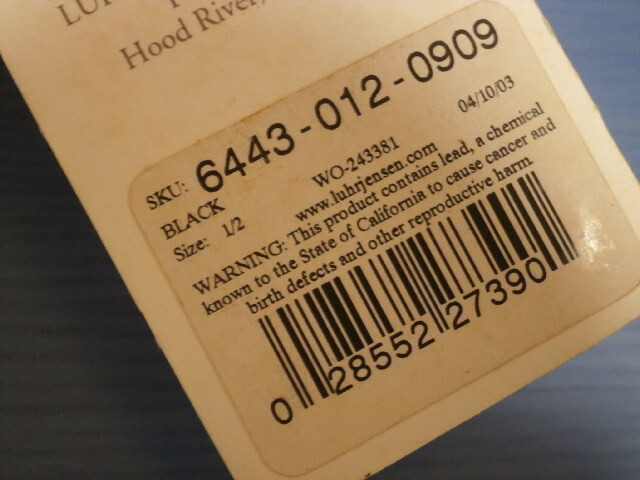 LU
Hood River,
SKU: 6443-012-0909
BLACK WO-243381 04/10/03
Size: 1/2 www.luhrjensen.com
WARNING: This product contains lead, a chemical
known to the State of California to cause cancer and
birth defects and other reproductive harm
0 28552 27390